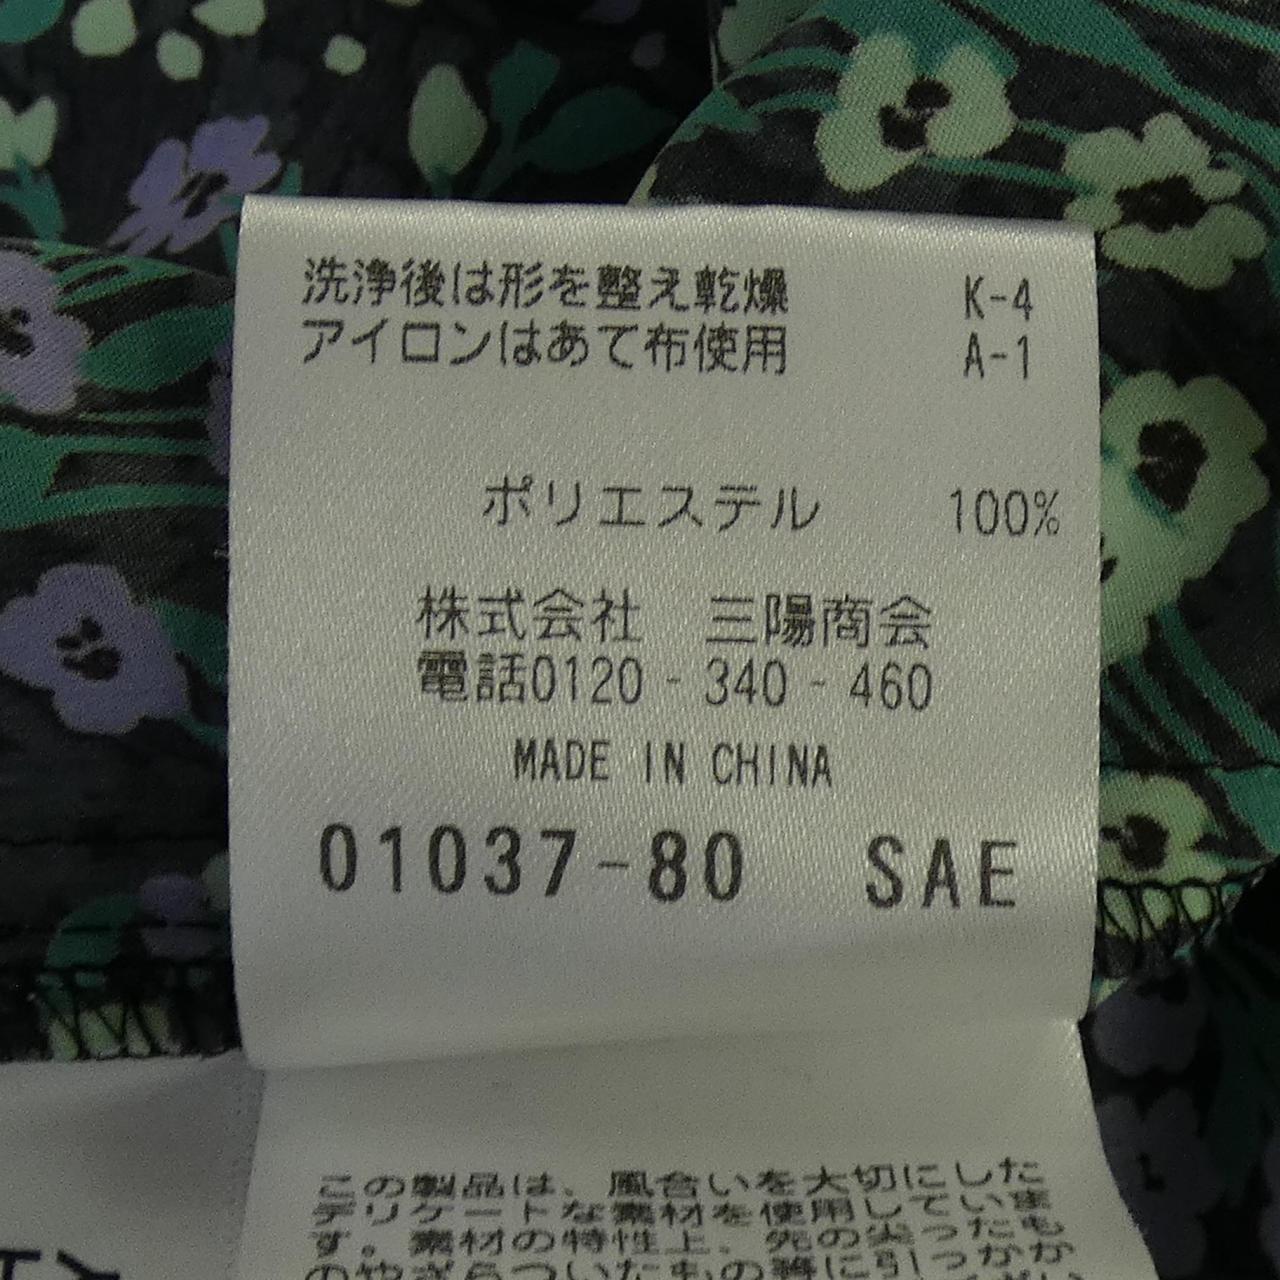 洗浄後は形を整え乾燥 K-4
アイロンはあて布使用 A-1
ポリエステル 100%
株式会社 三陽商会
電話0120-340-460
MADE IN CHINA
01037-80 SAE
この製品は、風合いを大切にした
デリケートな素材を使用していま
す。素材の特性上、先の尖ったも